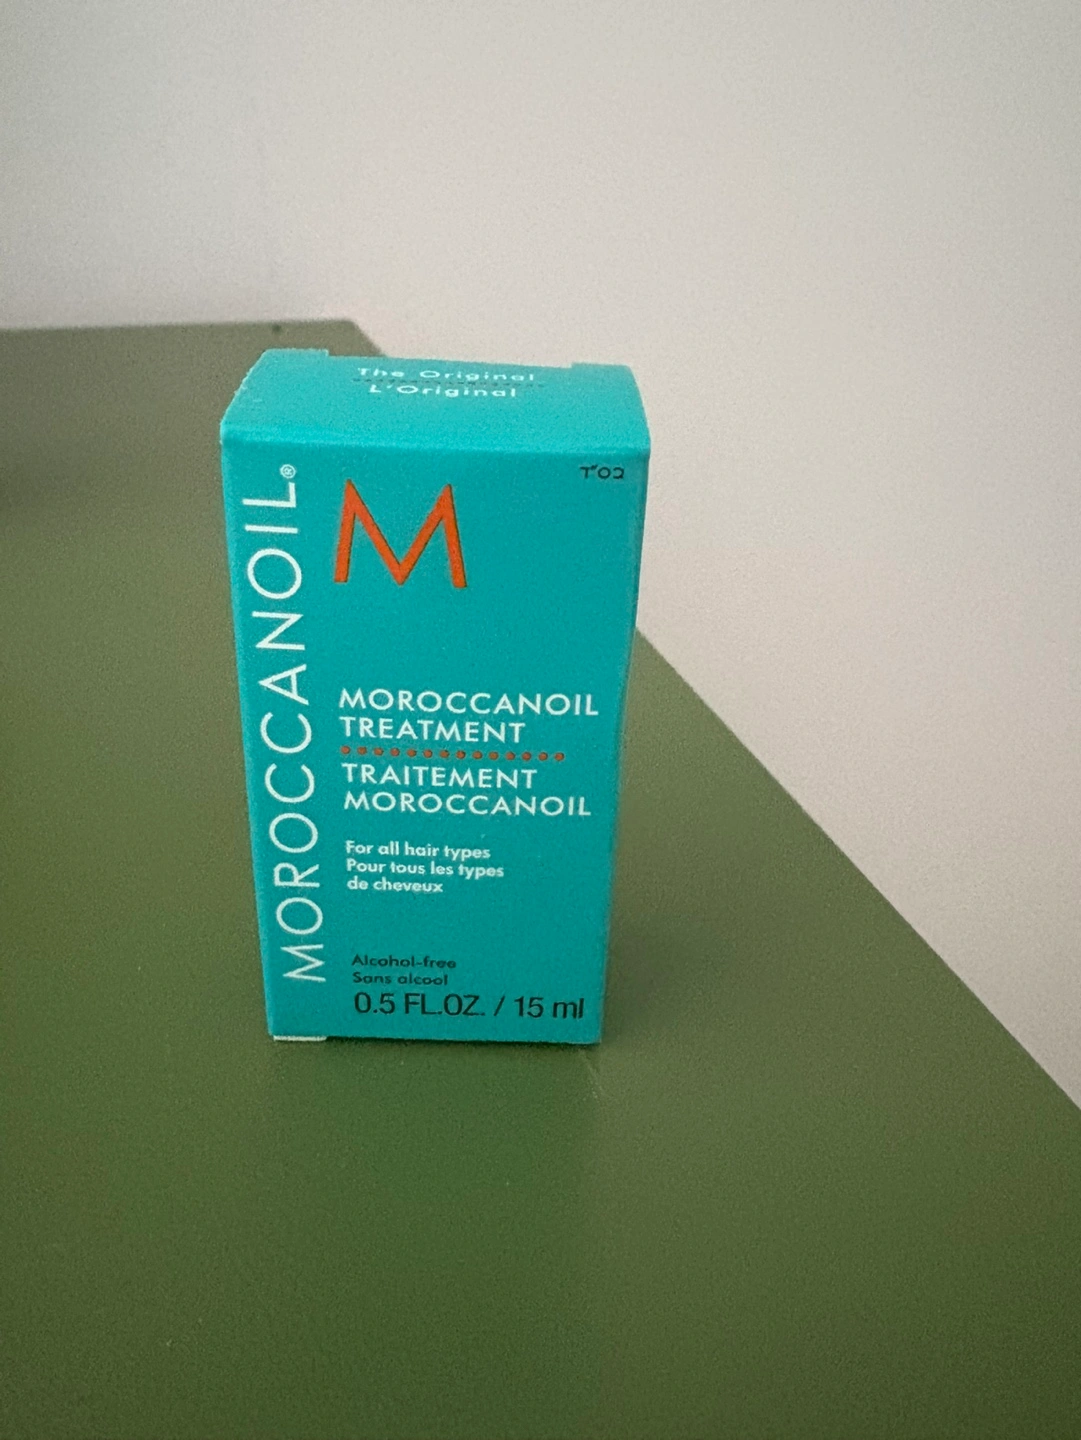 The Original
L'Original
MOROCCANOIL®
כס"ד
M
MOROCCANOIL
TREATMENT
TRAITEMENT
MOROCCANOIL
For all hair types
Pour tous les types
de cheveux
Alcohol-free
Sans alcool
0.5 FL.OZ. / 15 ml